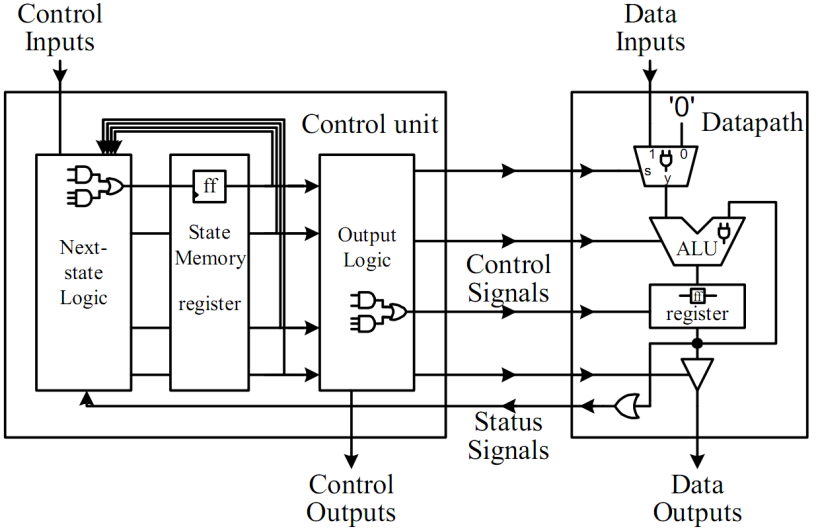 Control
Inputs
Data
Inputs
Control unit
'0'
Datapath
1 0
s
y
ff
Next-
state
Logic
State
Memory
register
Output
Logic
ALU
Control
Signals
ff
register
Status
Signals
Control
Outputs
Data
Outputs